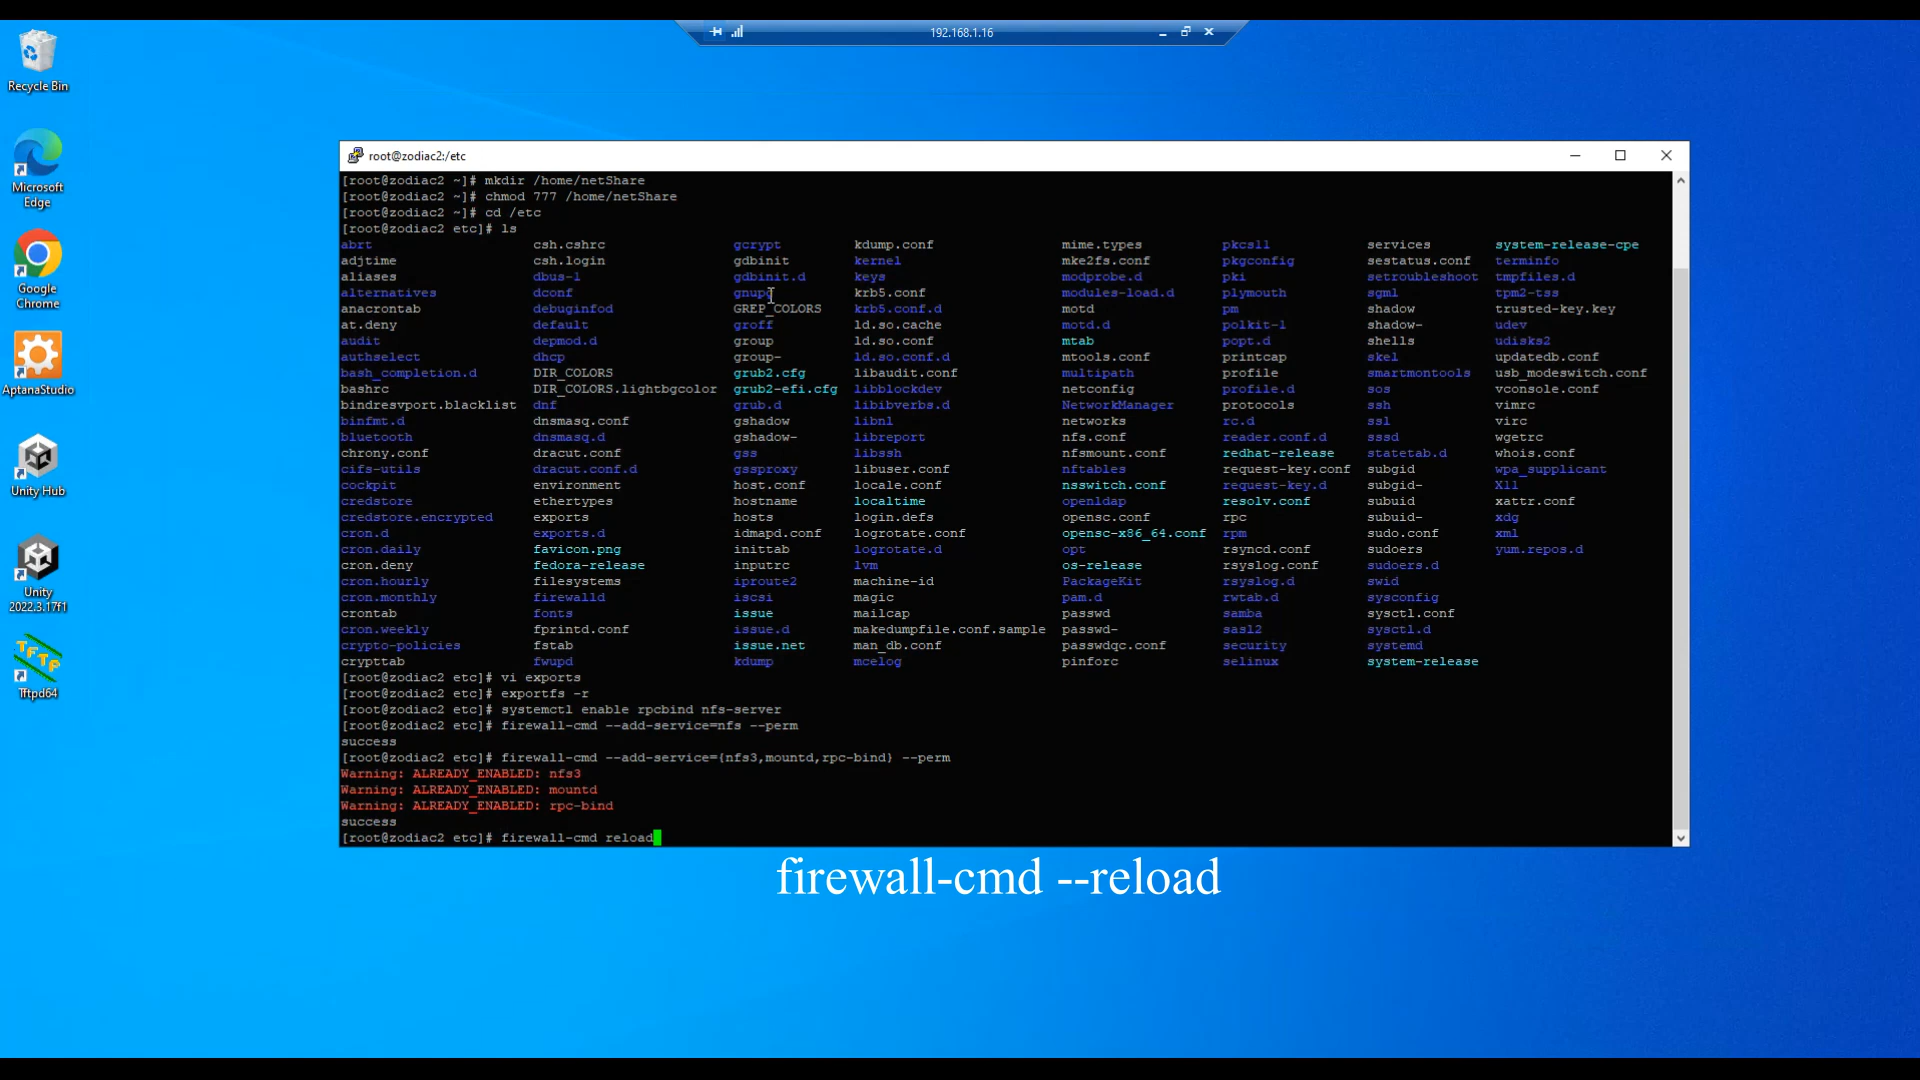 192.168.1.16
Recycle Bin
Microsoft
Edge
Google
Chrome
AptanaStudio
Unity Hub
Unity
2022.3.17f1
TFTP
Tftpd64
root@zodiac2:/etc
[root@zodiac2 ~]# mkdir /home/netShare
[root@zodiac2 ~]# chmod 777 /home/netShare
[root@zodiac2 ~]# cd /etc
[root@zodiac2 etc]# ls
abrt csh.cshrc gcrypt kdump.conf mime.types pkcs11 services system-release-cpe
adjtime csh.login gdbinit kernel mke2fs.conf pkgconfig sestatus.conf terminfo
aliases dbus-1 gdbinit.d keys modprobe.d pki setroubleshoot tmpfiles.d
alternatives dconf gnupg krb5.conf modules-load.d plymouth sgml tpm2-tss
anacrontab debuginfod GREP_COLORS krb5.conf.d motd pm shadow trusted-key.key
at.deny default groff ld.so.cache motd.d polkit-1 shadow- udev
audit depmod.d group ld.so.conf mtab popt.d shells udisks2
authselect dhcp group- ld.so.conf.d mtools.conf printcap skel updatedb.conf
bash_completion.d DIR_COLORS grub2.cfg libaudit.conf multipath profile smartmontools usb_modeswitch.conf
bashrc DIR_COLORS.lightbgcolor grub2-efi.cfg libblockdev netconfig profile.d sos vconsole.conf
bindresvport.blacklist dnf grub.d libibverbs.d NetworkManager protocols ssh vimrc
binfmt.d dnsmasq.conf gshadow libnl networks rc.d ssl virc
bluetooth dnsmasq.d gshadow- libreport nfs.conf reader.conf.d sssd wgetrc
chrony.conf dracut.conf gss libssh nfsmount.conf redhat-release statetab.d whois.conf
cifs-utils dracut.conf.d gssproxy libuser.conf nftables request-key.conf subgid wpa_supplicant
cockpit environment host.conf locale.conf nsswitch.conf request-key.d subgid- X11
credstore ethertypes hostname localtime openldap resolv.conf subuid xattr.conf
credstore.encrypted exports hosts login.defs opensc.conf rpc subuid- xdg
cron.d exports.d idmapd.conf logrotate.conf opensc-x86_64.conf rpm sudo.conf xml
cron.daily favicon.png inittab logrotate.d opt rsyncd.conf sudoers yum.repos.d
cron.deny fedora-release inputrc lvm os-release rsyslog.conf sudoers.d
cron.hourly filesystems iproute2 machine-id PackageKit rsyslog.d swid
cron.monthly firewalld iscsi magic pam.d rwtab.d sysconfig
crontab fonts issue mailcap passwd samba sysctl.conf
cron.weekly fprintd.conf issue.d makedumpfile.conf.sample passwd- sasl2 sysctl.d
crypto-policies fstab issue.net man_db.conf passwdqc.conf security systemd
crypttab fwupd kdump mcelog pinforc selinux system-release
[root@zodiac2 etc]# vi exports
[root@zodiac2 etc]# exportfs -r
[root@zodiac2 etc]# systemctl enable rpcbind nfs-server
[root@zodiac2 etc]# firewall-cmd --add-service=nfs --perm
success
[root@zodiac2 etc]# firewall-cmd --add-service={nfs3,mountd,rpc-bind} --perm
Warning: ALREADY_ENABLED: nfs3
Warning: ALREADY_ENABLED: mountd
Warning: ALREADY_ENABLED: rpc-bind
success
[root@zodiac2 etc]# firewall-cmd reload
firewall-cmd --reload